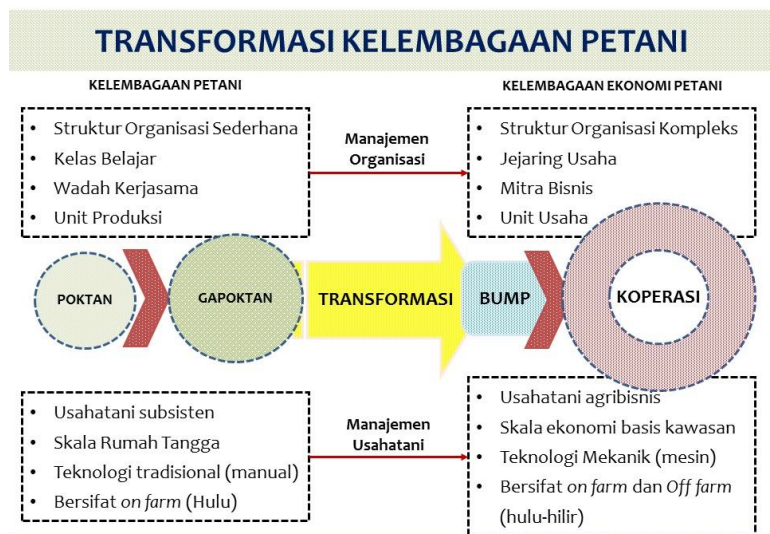 TRANSFORMASI KELEMBAGAAN PETANI
KELEMBAGAAN PETANI
KELEMBAGAAN EKONOMI PETANI
• Struktur Organisasi Sederhana
• Kelas Belajar
• Wadah Kerjasama
• Unit Produksi
Manajemen
Organisasi
• Struktur Organisasi Kompleks
• Jejaring Usaha
• Mitra Bisnis
• Unit Usaha
POKTAN
GAPOKTAN
TRANSFORMASI
BUMP
KOPERASI
• Usahatani subsisten
• Skala Rumah Tangga
• Teknologi tradisional (manual)
• Bersifat on farm (Hulu)
Manajemen
Usahatani
• Usahatani agribisnis
• Skala ekonomi basis kawasan
• Teknologi Mekanik (mesin)
• Bersifat on farm dan Off farm
(hulu-hilir)